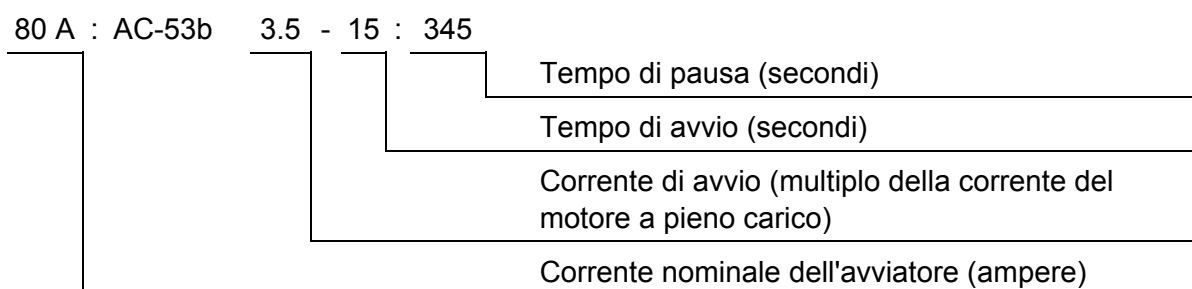 80 A : AC-53b 3.5 - 15 : 345
Tempo di pausa (secondi)
Tempo di avvio (secondi)
Corrente di avvio (multiplo della corrente del
motore a pieno carico)
Corrente nominale dell'avviatore (ampere)